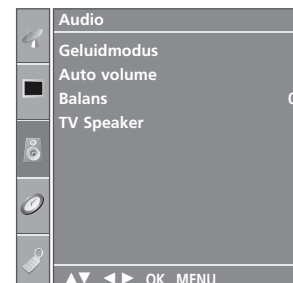 Audio
Geluidmodus
Auto volume
Balans 0
TV Speaker
▲▼ ◄► OK MENU